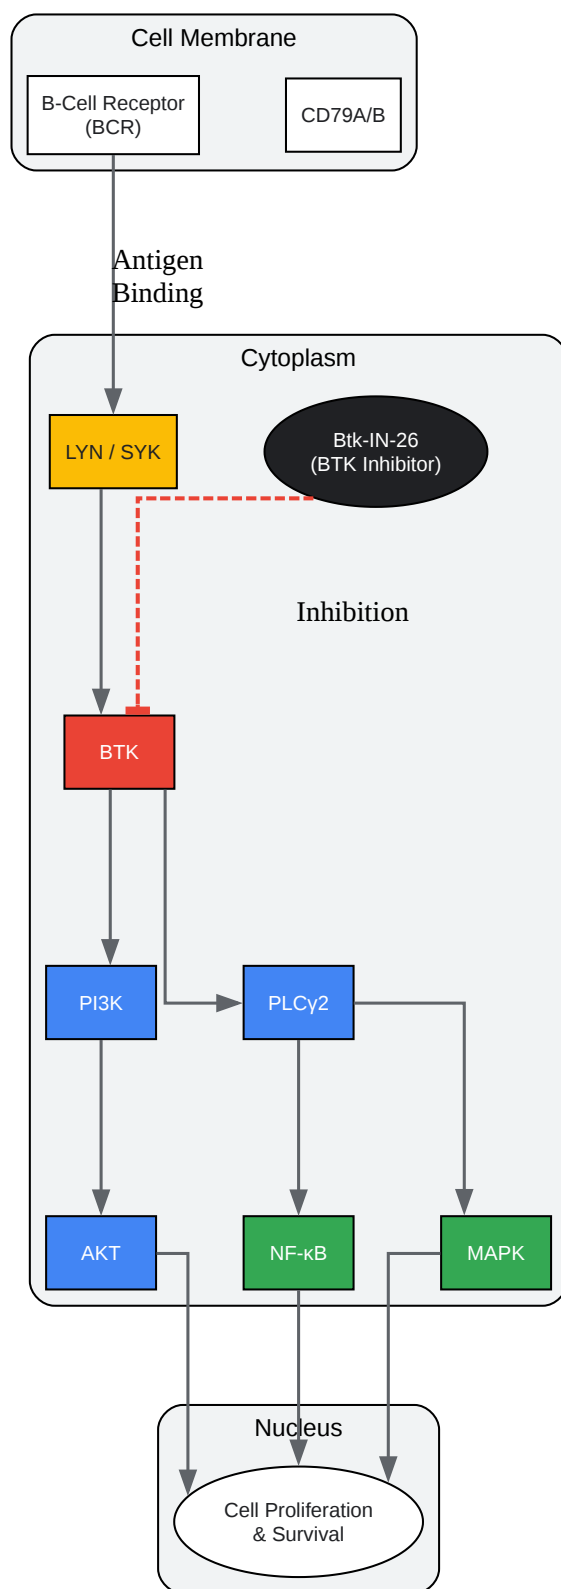 Cell Membrane
B-Cell Receptor
(BCR)
CD79A/B
Antigen
Binding
Cytoplasm
LYN / SYK
Btk-IN-26
(BTK Inhibitor)
Inhibition
BTK
PI3K
PLCγ2
AKT
NF-κB
MAPK
Nucleus
Cell Proliferation
& Survival